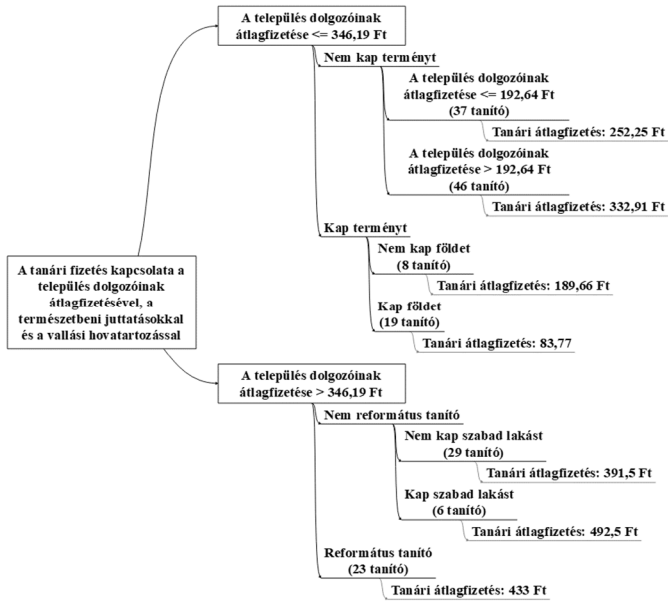 A település dolgozóinak
átlagfizetése <= 346,19 Ft
Nem kap terményt
A település dolgozóinak
átlagfizetése <= 192,64 Ft
(37 tanító)
Tanári átlagfizetés: 252,25 Ft
A település dolgozóinak
átlagfizetése > 192,64 Ft
(46 tanító)
Tanári átlagfizetés: 332,91 Ft
Kap terményt
Nem kap földet
(8 tanító)
Tanári átlagfizetés: 189,66 Ft
Kap földet
(19 tanító)
Tanári átlagfizetés: 83,77
A tanári fizetés kapcsolata a
település dolgozóinak
átlagfizetésével, a
természetbeni juttatásokkal
és a vallási hovatartozással
A település dolgozóinak
átlagfizetése > 346,19 Ft
Nem református tanító
Nem kap szabad lakást
(29 tanító)
Tanári átlagfizetés: 391,5 Ft
Kap szabad lakást
(6 tanító)
Tanári átlagfizetés: 492,5 Ft
Református tanító
(23 tanító)
Tanári átlagfizetés: 433 Ft